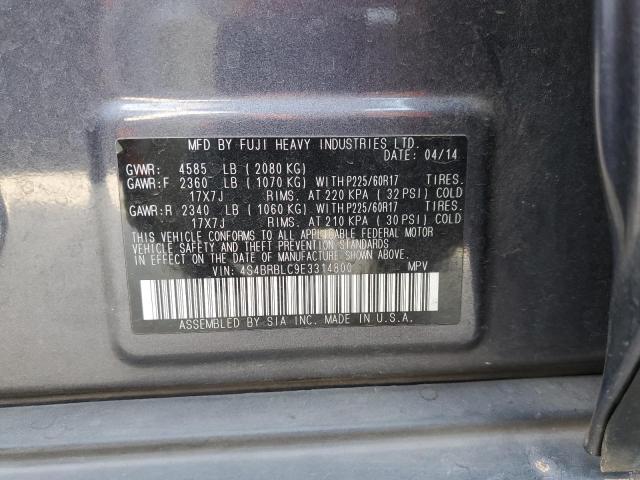 MFD BY FUJI HEAVY INDUSTRIES LTD.
DATE: 04/14
GVWR: 4585 LB (2080 KG)
GAWR:F 2360 LB (1070 KG) WITH P225/60R17 TIRES.
17X7J RIMS. AT 220 KPA (32 PSI) COLD
GAWR:R 2340 LB (1060 KG) WITH P225/60R17 TIRES.
17X7J RIMS. AT 210 KPA (30 PSI) COLD
THIS VEHICLE CONFORMS TO ALL APPLICABLE FEDERAL MOTOR
VEHICLE SAFETY AND THEFT PREVENTION STANDARDS
IN EFFECT ON THE DATE OF MANUFACTURE SHOWN ABOVE.
VIN: 4S4BRBLC9E3314800 MPV
ASSEMBLED BY SIA INC. MADE IN U.S.A.